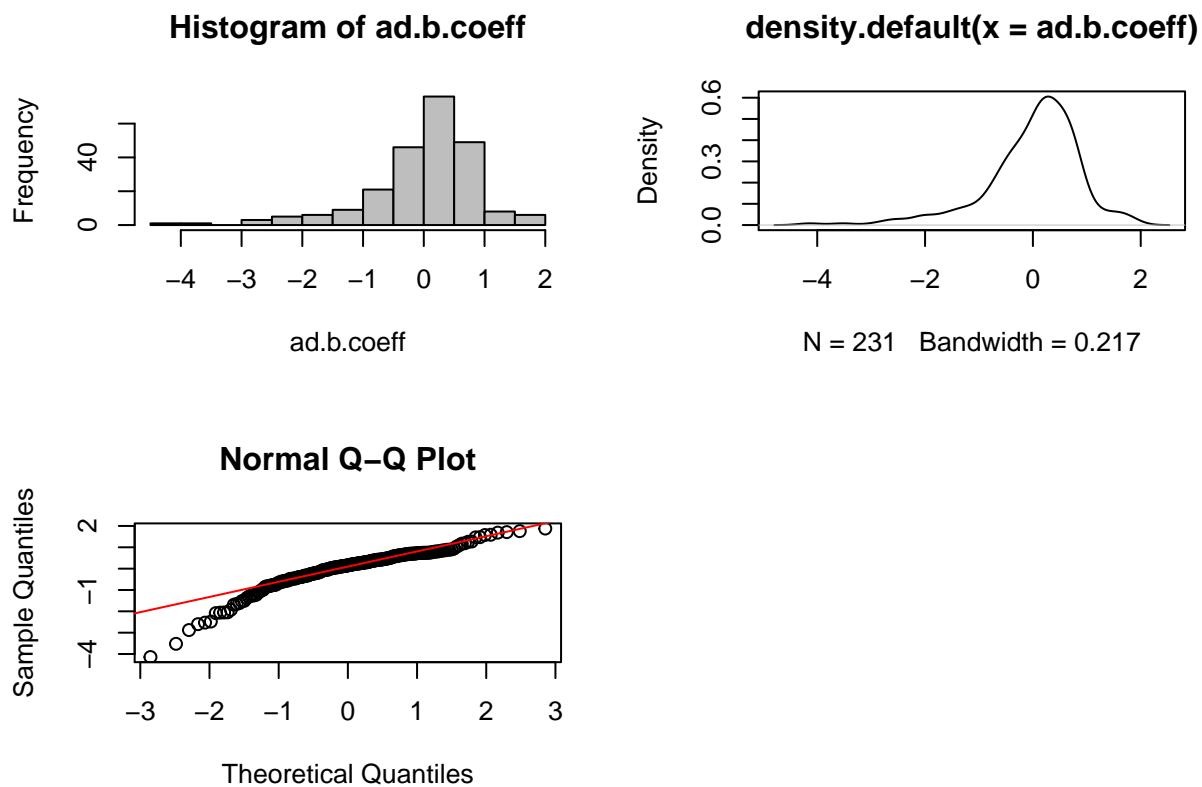 Histogram of ad.b.coeff
Frequency
0
40
−4 −3 −2 −1 0 1 2
ad.b.coeff
density.default(x = ad.b.coeff)
Density
0.0
0.3
0.6
−4 −2 0 2
N = 231 Bandwidth = 0.217
Normal Q−Q Plot
Sample Quantiles
−4
−1
2
−3 −2 −1 0 1 2 3
Theoretical Quantiles